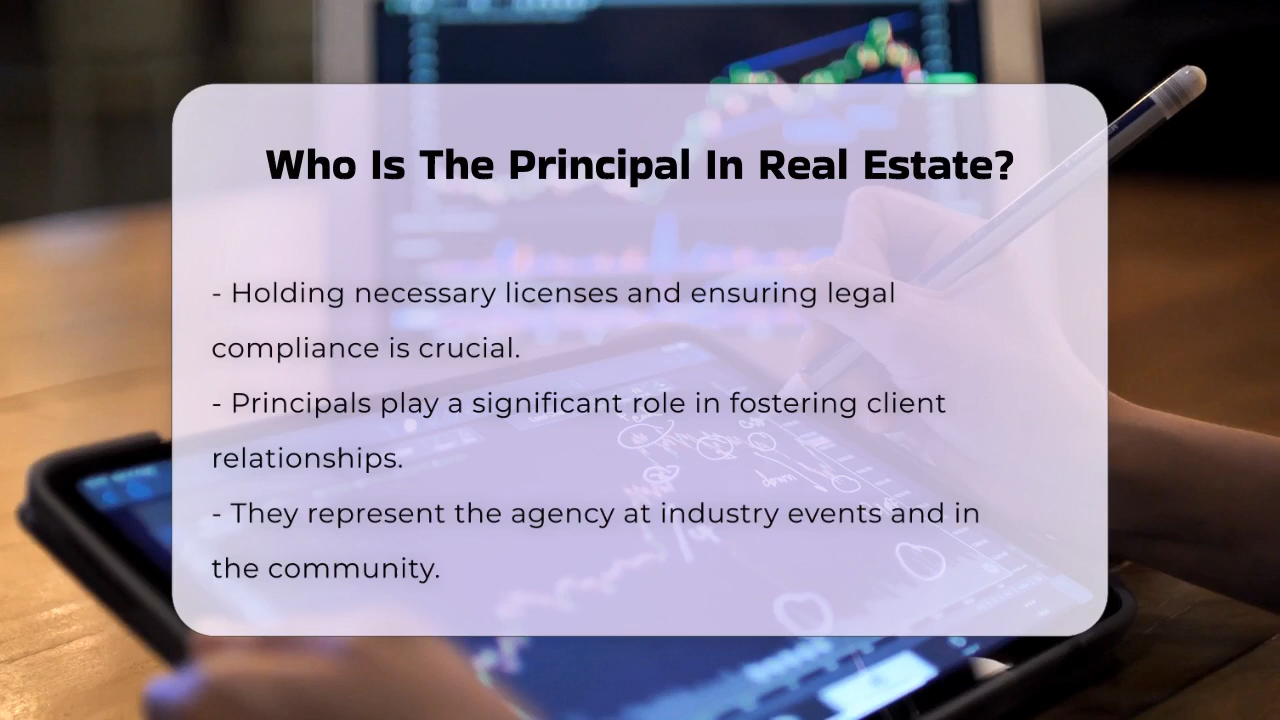 Who Is The Principal In Real Estate?
- Holding necessary licenses and ensuring legal
compliance is crucial.
- Principals play a significant role in fostering client
relationships.
- They represent the agency at industry events and in
the community.